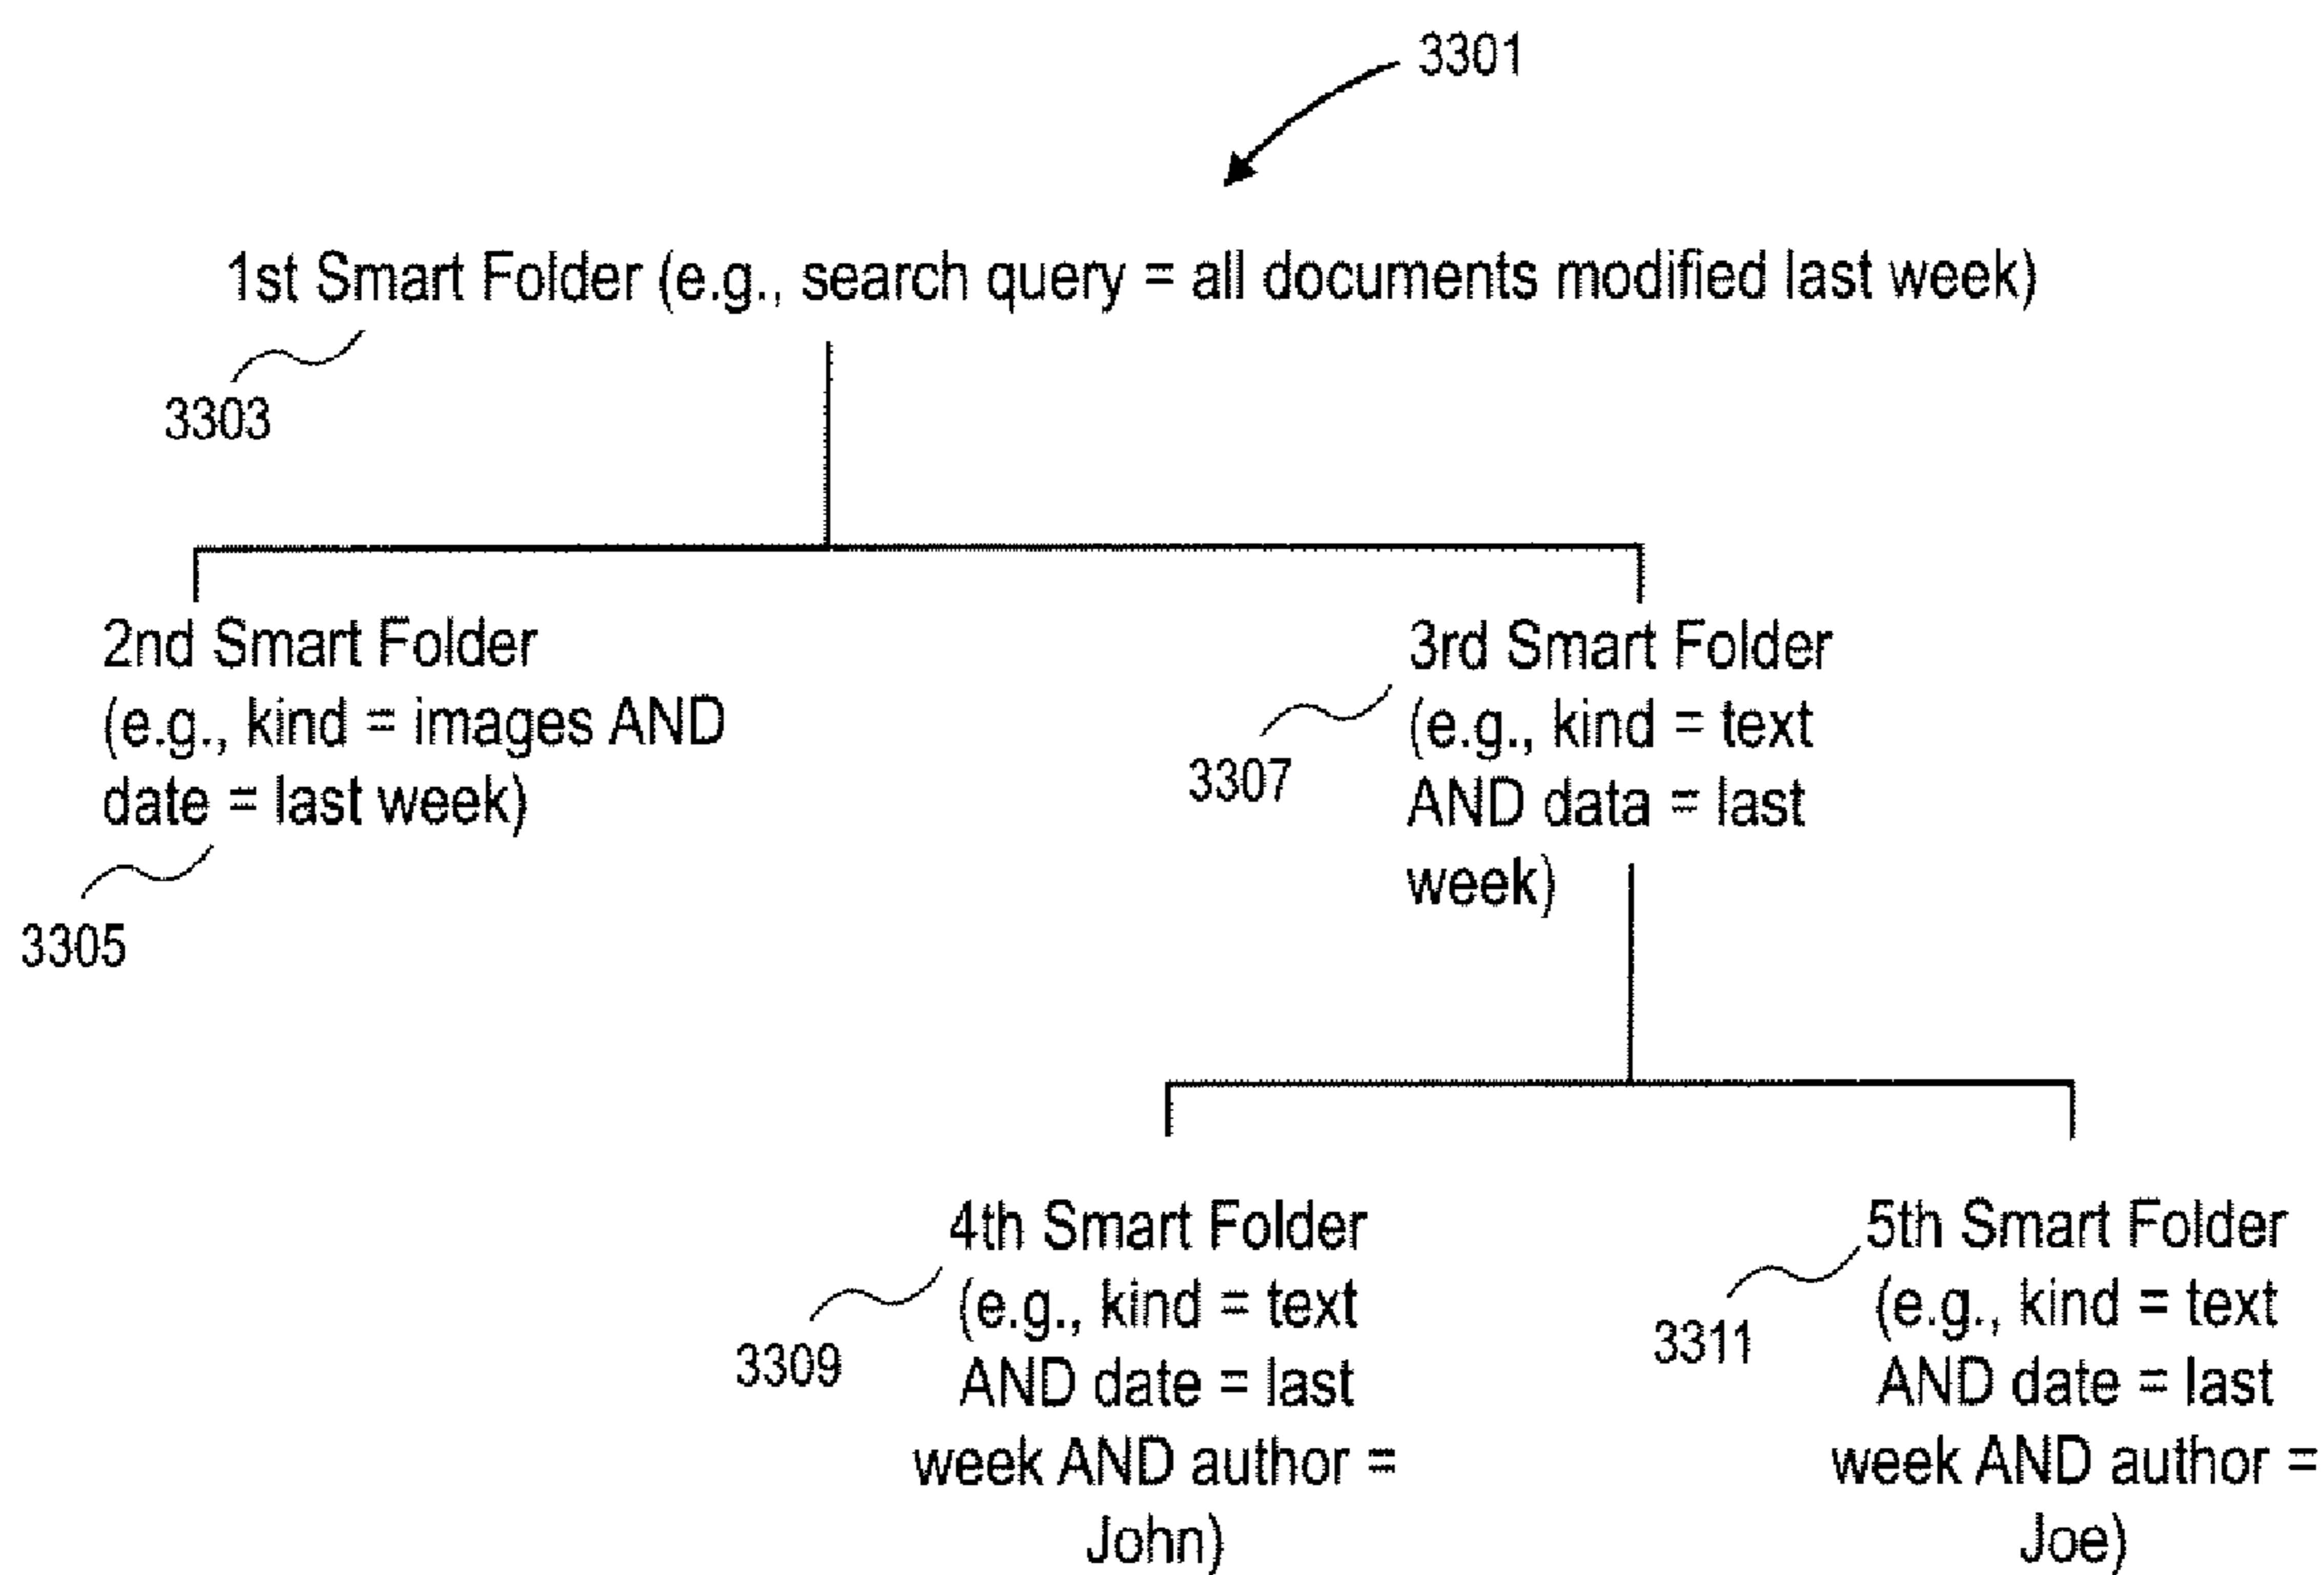 3301
1st Smart Folder (e.g., search query = all documents modified last week)
3303
2nd Smart Folder
(e.g., kind = images AND
date = last week)
3305
3rd Smart Folder
(e.g., kind = text
AND data = last
week)
3307
4th Smart Folder
(e.g., kind = text
AND date = last
week AND author =
John)
3309
5th Smart Folder
(e.g., kind = text
AND date = last
week AND author =
Joe)
3311